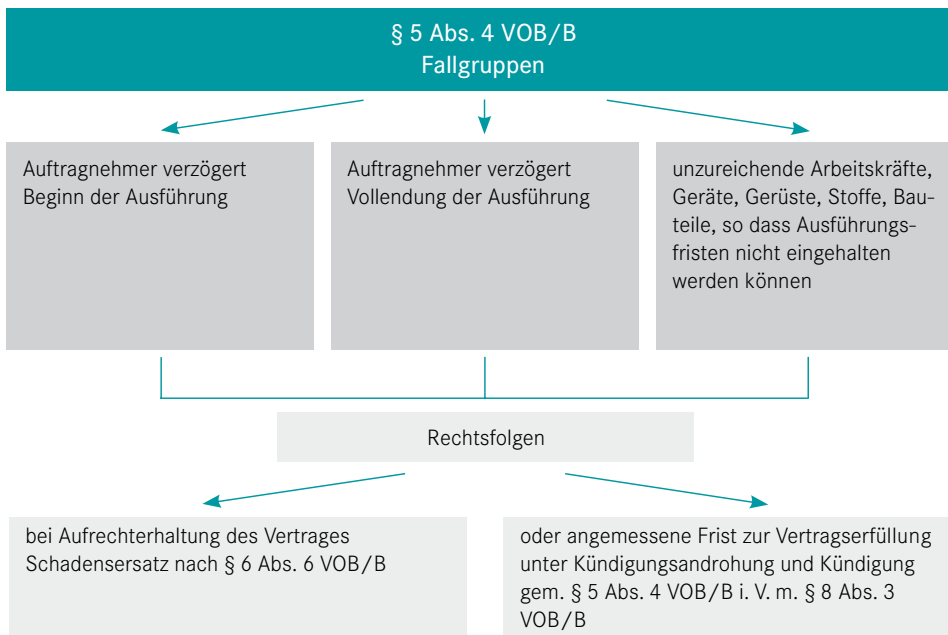 § 5 Abs. 4 VOB/B
Fallgruppen
Auftragnehmer verzögert
Beginn der Ausführung
Auftragnehmer verzögert
Vollendung der Ausführung
unzureichende Arbeitskräfte,
Geräte, Gerüste, Stoffe, Bau-
teile, so dass Ausführungs-
fristen nicht eingehalten
werden können
Rechtsfolgen
bei Aufrechterhaltung des Vertrages
Schadensersatz nach § 6 Abs. 6 VOB/B
oder angemessene Frist zur Vertragserfüllung
unter Kündigungsandrohung und Kündigung
gem. § 5 Abs. 4 VOB/B i. V. m. § 8 Abs. 3
VOB/B